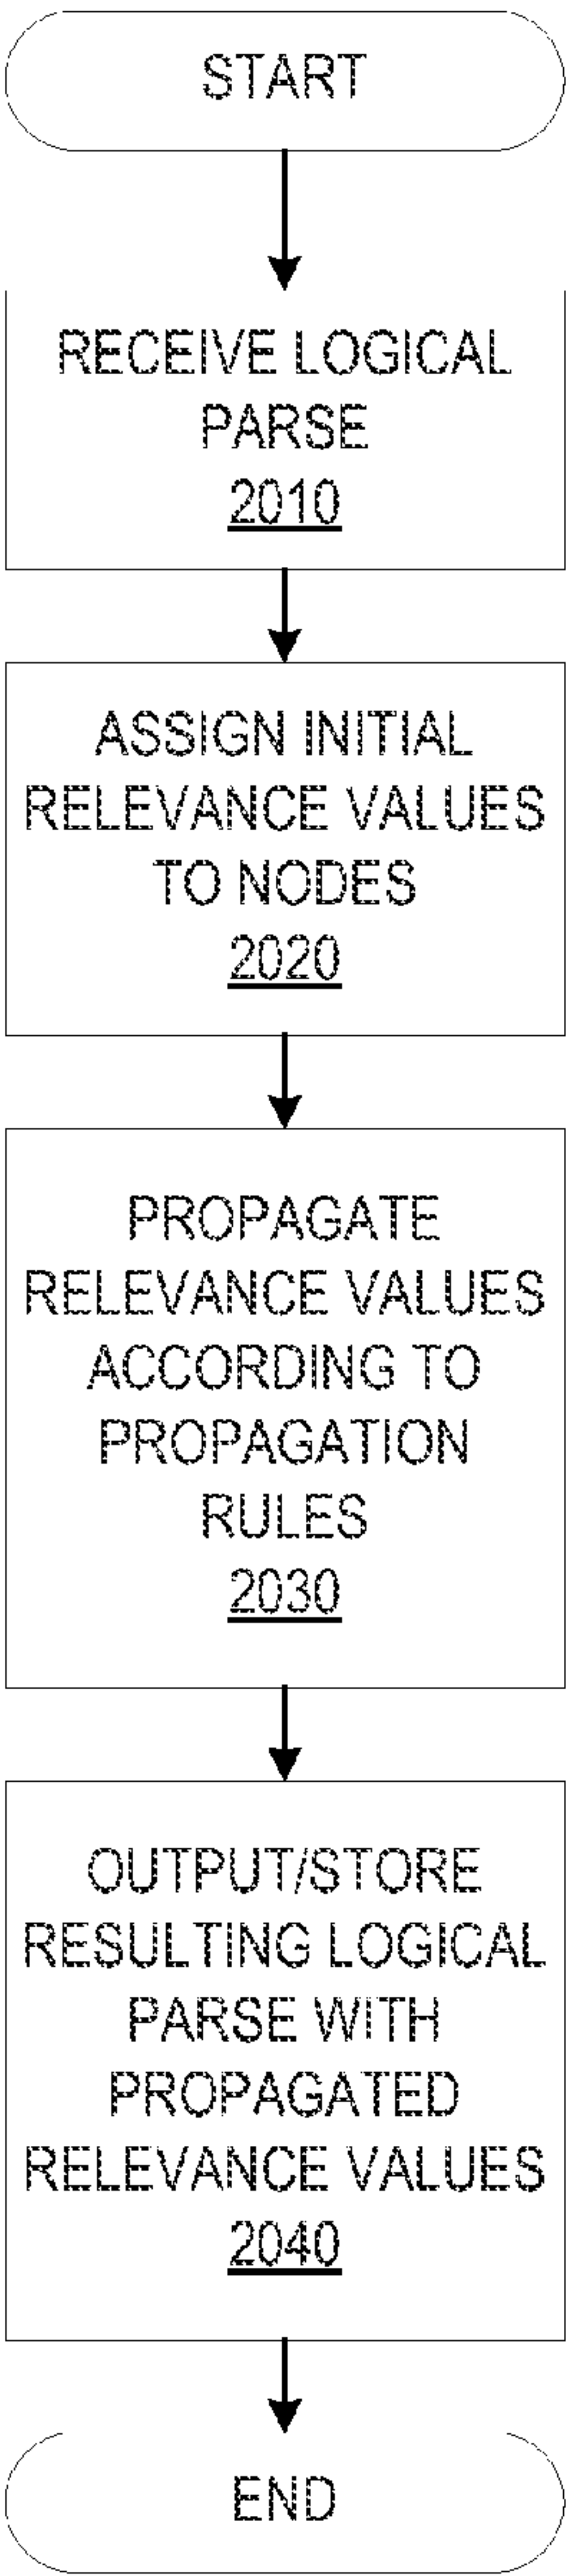 START
RECEIVE LOGICAL
PARSE
2010
ASSIGN INITIAL
RELEVANCE VALUES
TO NODES
2020
PROPAGATE
RELEVANCE VALUES
ACCORDING TO
PROPAGATION
RULES
2030
OUTPUT/STORE
RESULTING LOGICAL
PARSE WITH
PROPAGATED
RELEVANCE VALUES
2040
END